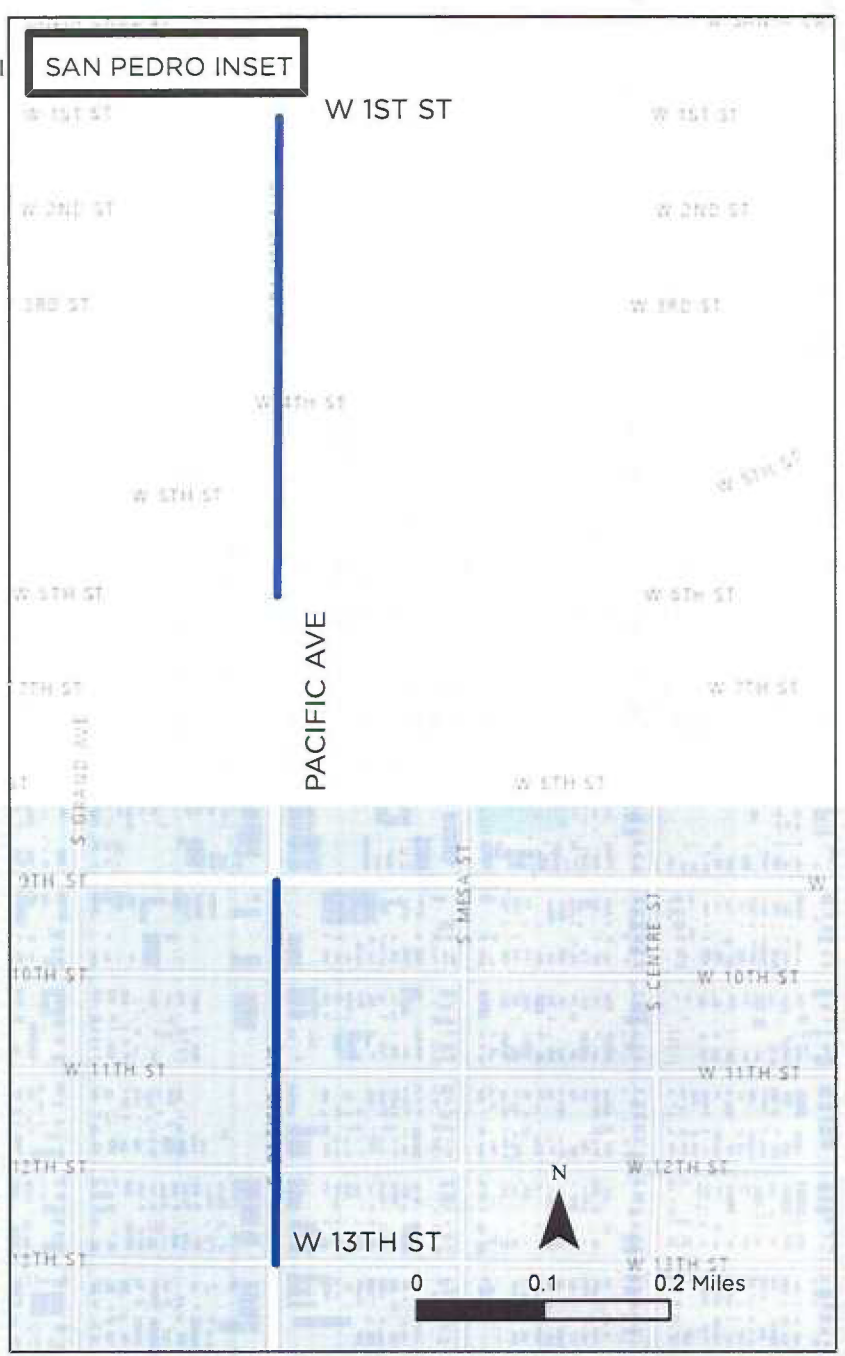 SAN PEDRO INSET
W 1ST ST
W 1ST ST
W 1ST ST
W 2ND ST
W 2ND ST
3RD ST
W 3RD ST
W 4TH ST
W 5TH ST
W 5TH ST
W 6TH ST
W 6TH ST
PACIFIC AVE
7TH ST
W 7TH ST
S GRAND AVE
ST
W 8TH ST
9TH ST
S MESA ST
W
S CENTRE ST
10TH ST
W 10TH ST
W 11TH ST
W 11TH ST
12TH ST
W 12TH ST
N
W 13TH ST
13TH ST
W 13TH ST
0 0.1 0.2 Miles